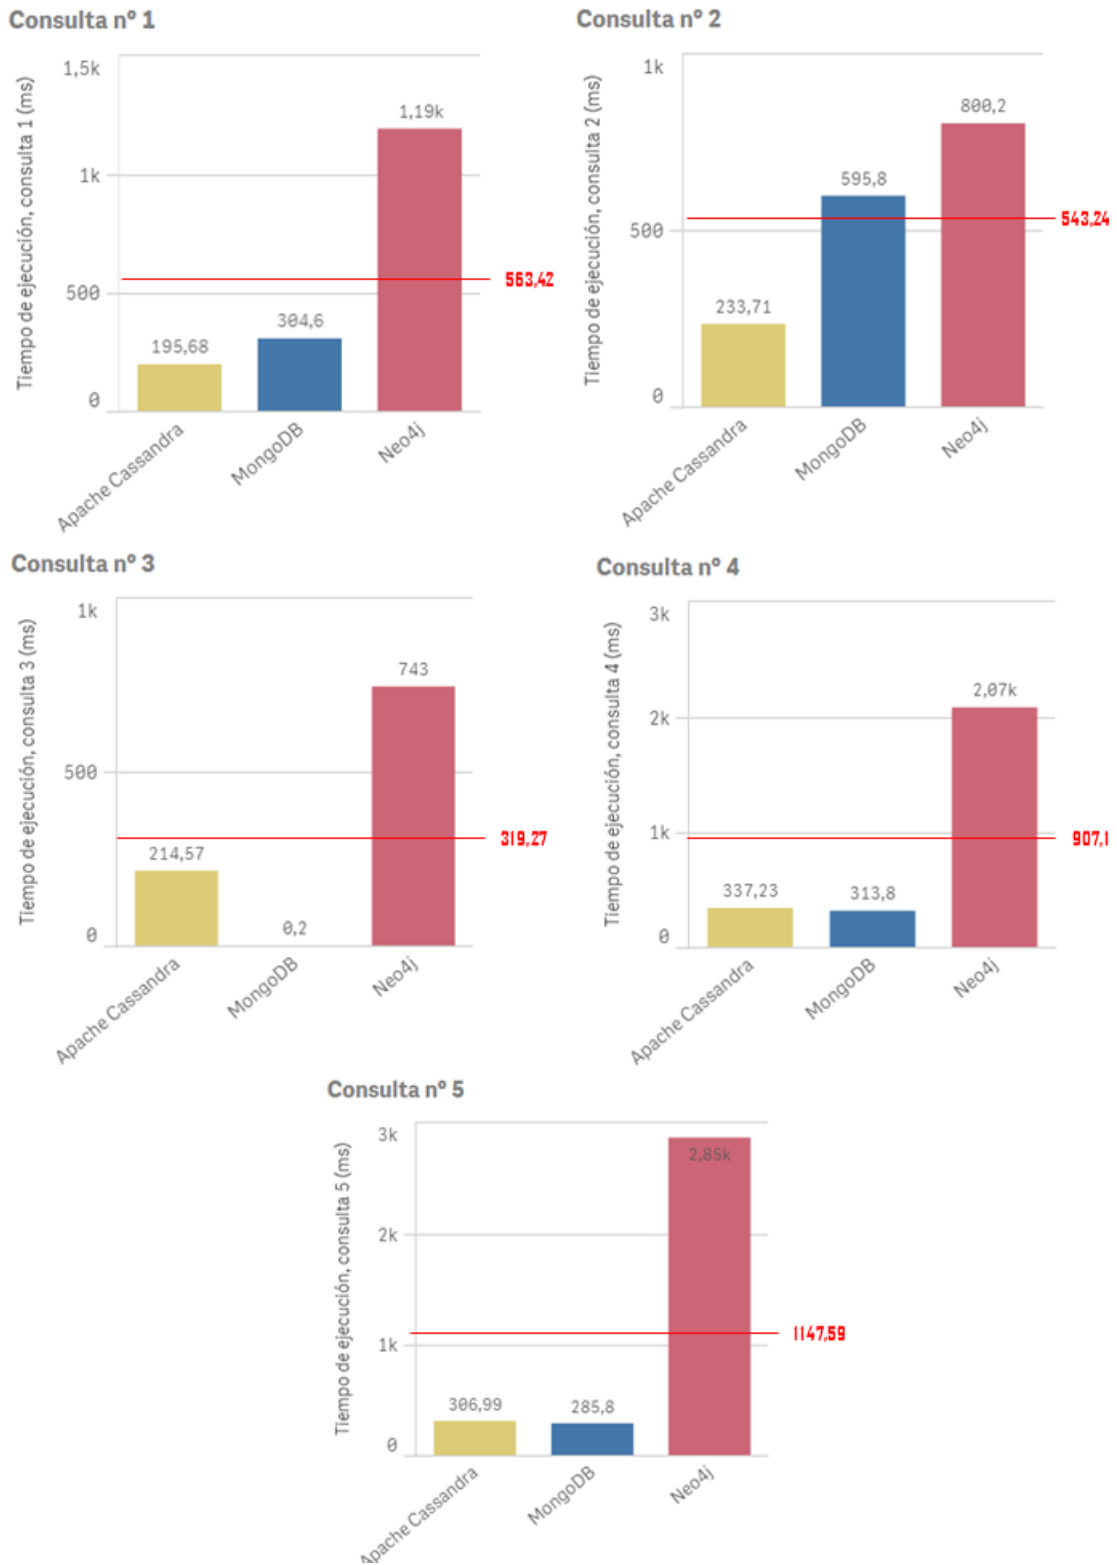 Consulta nº 1
Tiempo de ejecución, consulta 1 (ms)
1,5k
1k
500
0
195,68
304,6
1,19k
563,42
Apache Cassandra
MongoDB
Neo4j
Consulta nº 2
Tiempo de ejecución, consulta 2 (ms)
1k
500
0
233,71
595,8
800,2
543,24
Apache Cassandra
MongoDB
Neo4j
Consulta nº 3
Tiempo de ejecución, consulta 3 (ms)
1k
500
0
214,57
0,2
743
319,27
Apache Cassandra
MongoDB
Neo4j
Consulta nº 4
Tiempo de ejecución, consulta 4 (ms)
3k
2k
1k
0
337,23
313,8
2,07k
907,1
Apache Cassandra
MongoDB
Neo4j
Consulta nº 5
Tiempo de ejecución, consulta 5 (ms)
3k
2k
1k
0
306,99
285,8
2,85k
1147,59
Apache Cassandra
MongoDB
Neo4j